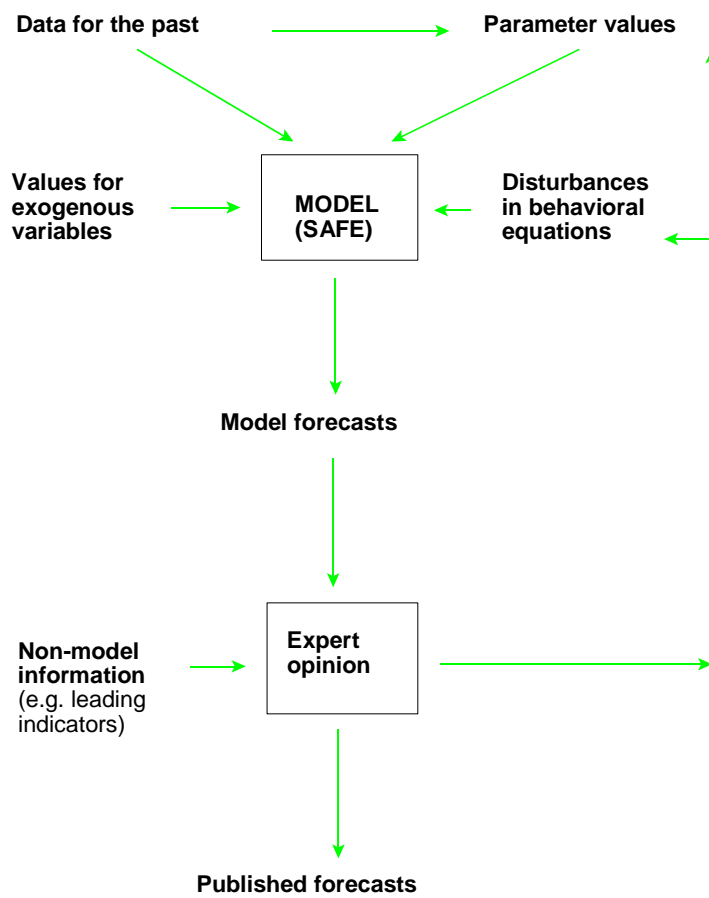 Data for the past
Parameter values
Values for
exogenous
variables
MODEL
(SAFE)
Disturbances
in behavioral
equations
Model forecasts
Non-model
information
(e.g. leading
indicators)
Expert
opinion
Published forecasts